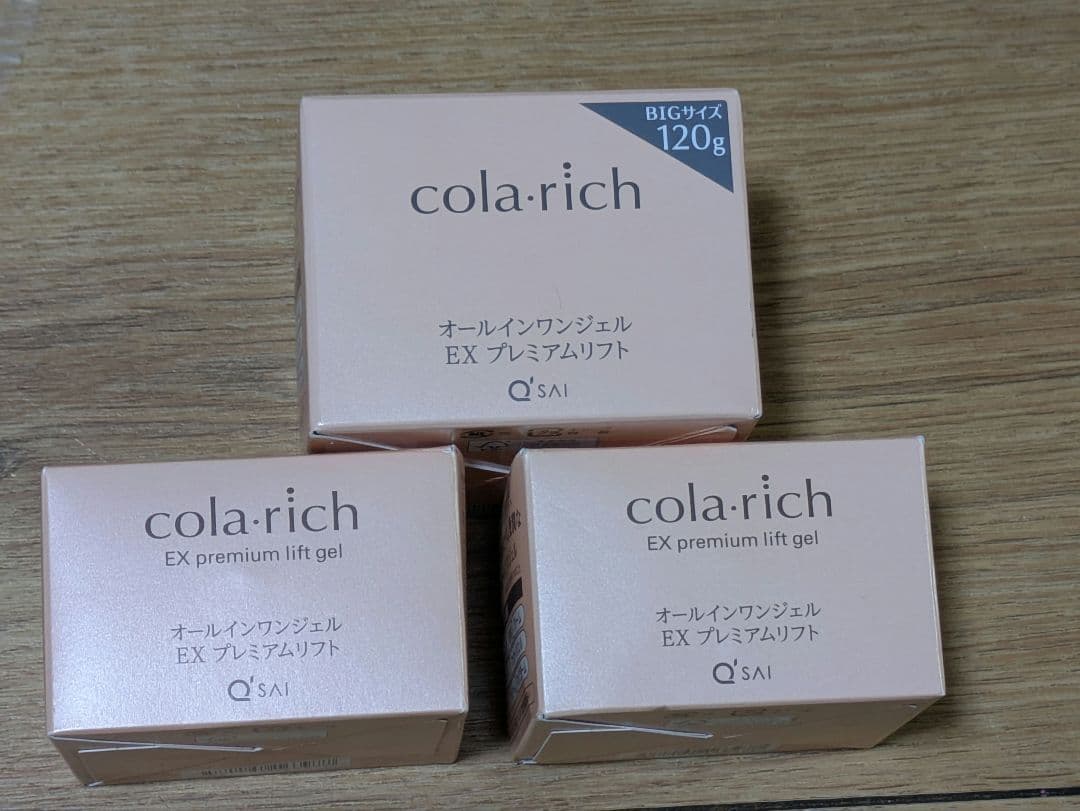 BIGサイズ
120g
cola·rich
オールインワンジェル
EX プレミアムリフト
Q'SAI
cola·rich
EX premium lift gel
オールインワンジェル
EX プレミアムリフト
Q'SAI
cola·rich
EX premium lift gel
オールインワンジェル
EX プレミアムリフト
Q'SAI